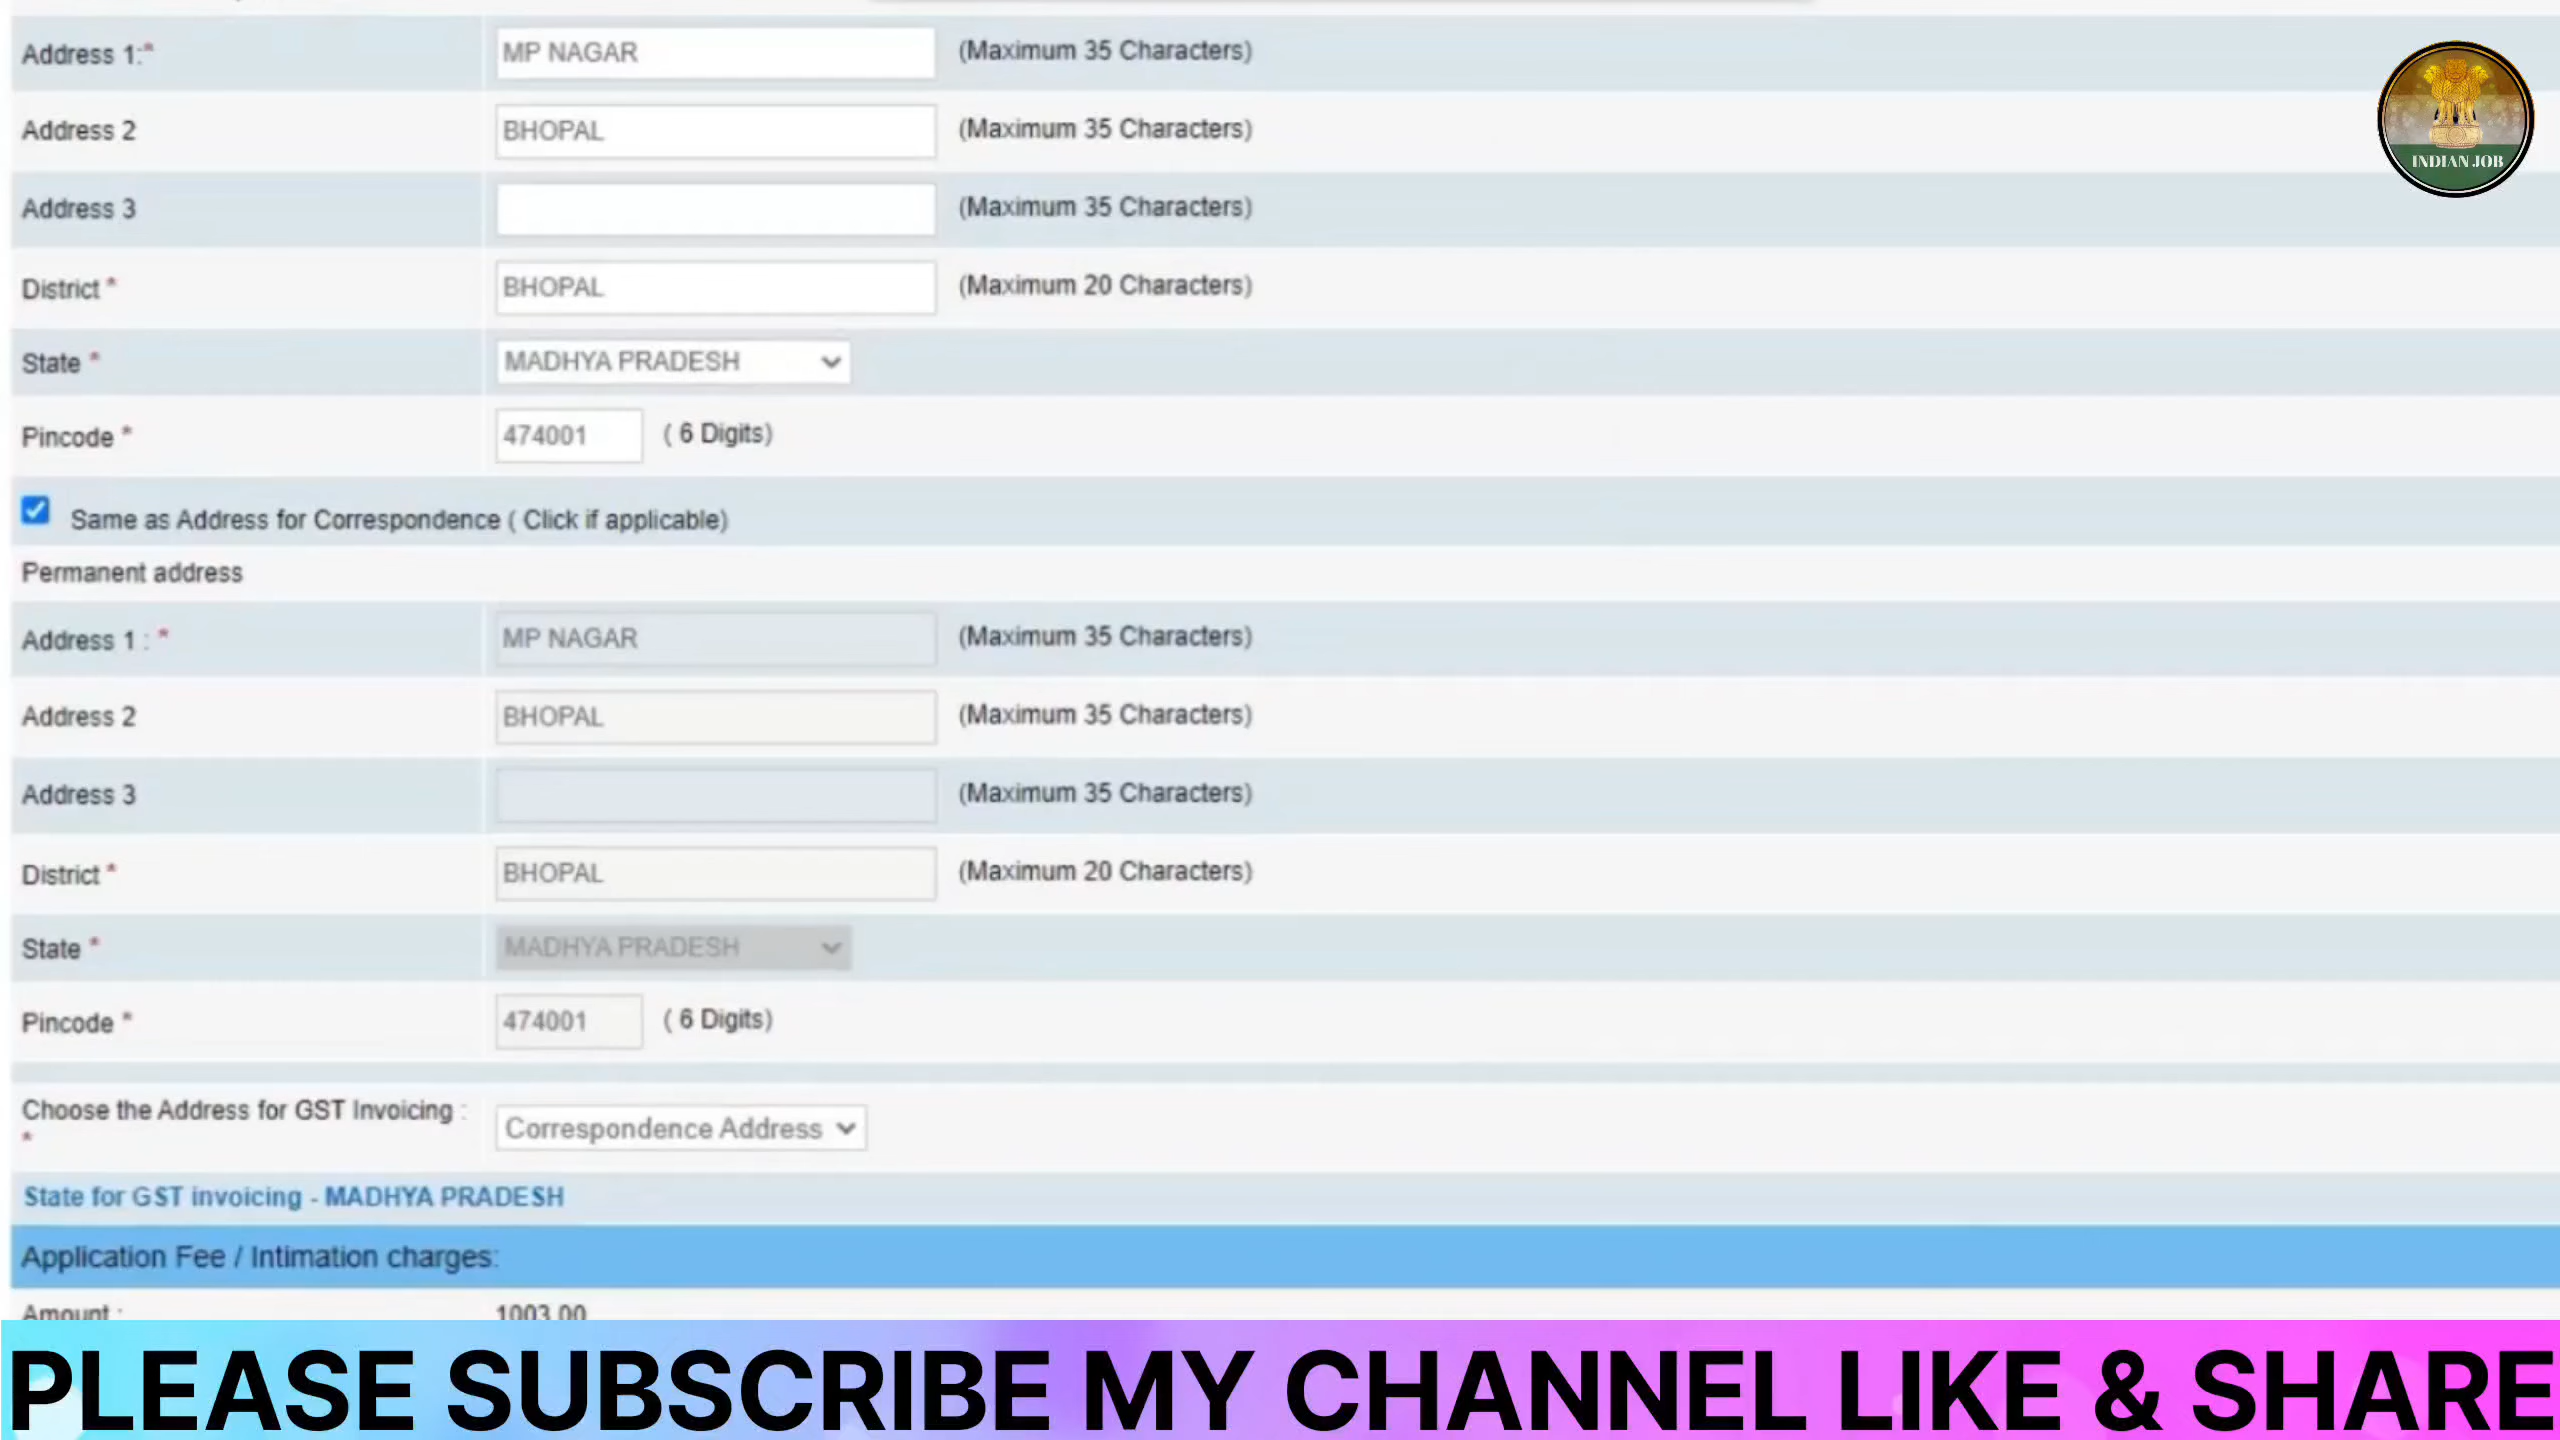 Address 1:* MP NAGAR (Maximum 35 Characters)
Address 2 BHOPAL (Maximum 35 Characters)
Address 3 (Maximum 35 Characters)
District * BHOPAL (Maximum 20 Characters)
State * MADHYA PRADESH
Pincode * 474001 ( 6 Digits)
Same as Address for Correspondence ( Click if applicable)
Permanent address
Address 1 : * MP NAGAR (Maximum 35 Characters)
Address 2 BHOPAL (Maximum 35 Characters)
Address 3 (Maximum 35 Characters)
District * BHOPAL (Maximum 20 Characters)
State * MADHYA PRADESH
Pincode * 474001 ( 6 Digits)
Choose the Address for GST Invoicing :
* Correspondence Address
State for GST invoicing - MADHYA PRADESH
Application Fee / Intimation charges:
Amount : 1003.00
PLEASE SUBSCRIBE MY CHANNEL LIKE & SHARE
INDIAN JOB